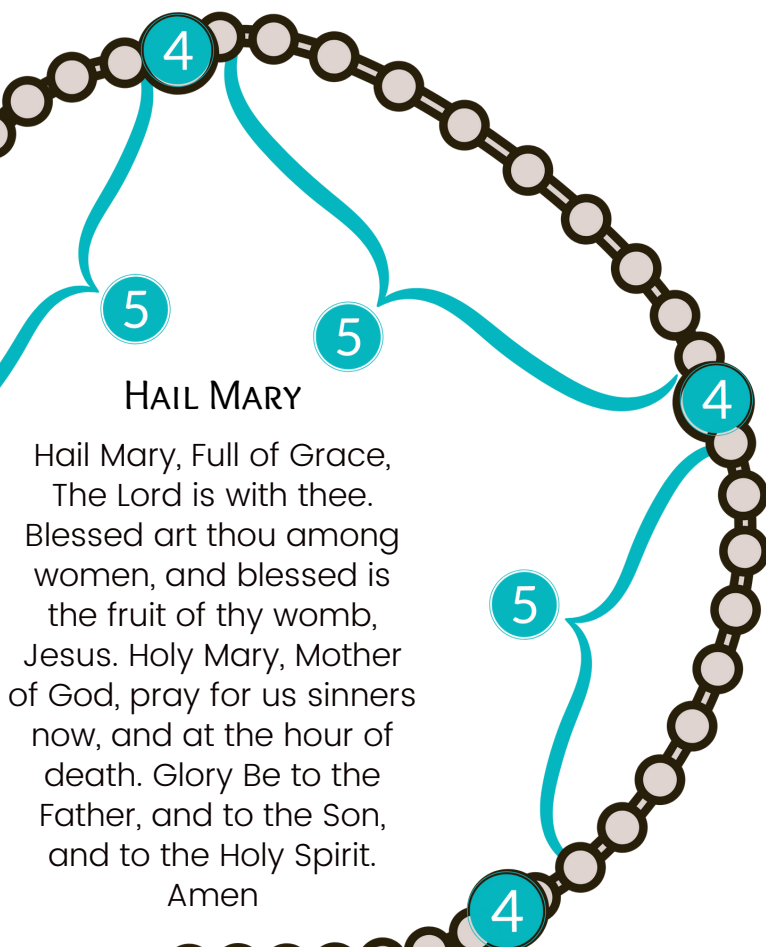 4
5
5
HAIL MARY
4
Hail Mary, Full of Grace,
The Lord is with thee.
Blessed art thou among
women, and blessed is
the fruit of thy womb,
Jesus. Holy Mary, Mother
of God, pray for us sinners
now, and at the hour of
death. Glory Be to the
Father, and to the Son,
and to the Holy Spirit.
Amen
5
4